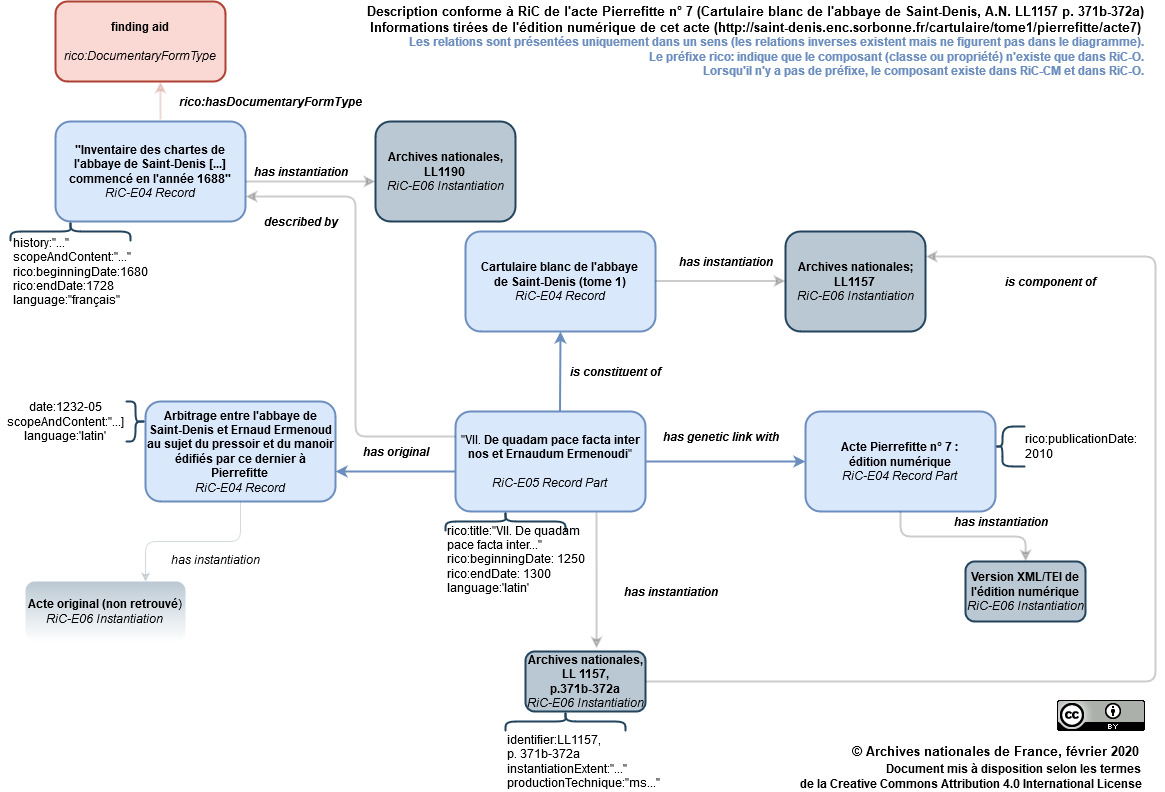 Description conforme à RiC de l'acte Pierrefitte n° 7 (Cartulaire blanc de l'abbaye de Saint-Denis, A.N. LL1157 p. 371b-372a)
Informations tirées de l'édition numérique de cet acte (http://saint-denis.enc.sorbonne.fr/cartulaire/tome1/pierrefitte/acte7)
Les relations sont présentées uniquement dans un sens (les relations inverses existent mais ne figurent pas dans le diagramme).
Le préfixe rico: indique que le composant (classe ou propriété) n'existe que dans RiC-O.
Lorsqu'il n'y a pas de préfixe, le composant existe dans RiC-CM et dans RiC-O.
finding aid
rico:DocumentaryFormType
rico:hasDocumentaryFormType
"Inventaire des chartes de
l'abbaye de Saint-Denis [...]
commencé en l'année 1688"
RiC-E04 Record
has instantiation
Archives nationales,
LL1190
RiC-E06 Instantiation
described by
history:"..."
scopeAndContent:"..."
rico:beginningDate:1680
rico:endDate:1728
language:"français"
Cartulaire blanc de l'abbaye
de Saint-Denis (tome 1)
RiC-E04 Record
has instantiation
Archives nationales;
LL1157
RiC-E06 Instantiation
is component of
is constituent of
date:1232-05
scopeAndContent:"...]
language:'latin'
Arbitrage entre l'abbaye de
Saint-Denis et Ernaud Ermenoud
au sujet du pressoir et du manoir
édifiés par ce dernier à
Pierrefitte
RiC-E04 Record
has original
"VII. De quadam pace facta inter
nos et Ernaudum Ermenoudi"
RiC-E05 Record Part
has genetic link with
Acte Pierrefitte n° 7 :
édition numérique
RiC-E04 Record Part
rico:publicationDate:
2010
has instantiation
Acte original (non retrouvé)
RiC-E06 Instantiation
rico:title:"VII. De quadam
pace facta inter..."
rico:beginningDate: 1250
rico:endDate: 1300
language:'latin'
has instantiation
has instantiation
Version XML/TEI de
l'édition numérique
RiC-E06 Instantiation
Archives nationales,
LL 1157,
p.371b-372a
RiC-E06 Instantiation
identifier:LL1157,
p. 371b-372a
instantiationExtent:"..."
productionTechnique:"ms..."
cc
BY
© Archives nationales de France, février 2020
Document mis à disposition selon les termes
de la Creative Commons Attribution 4.0 International License